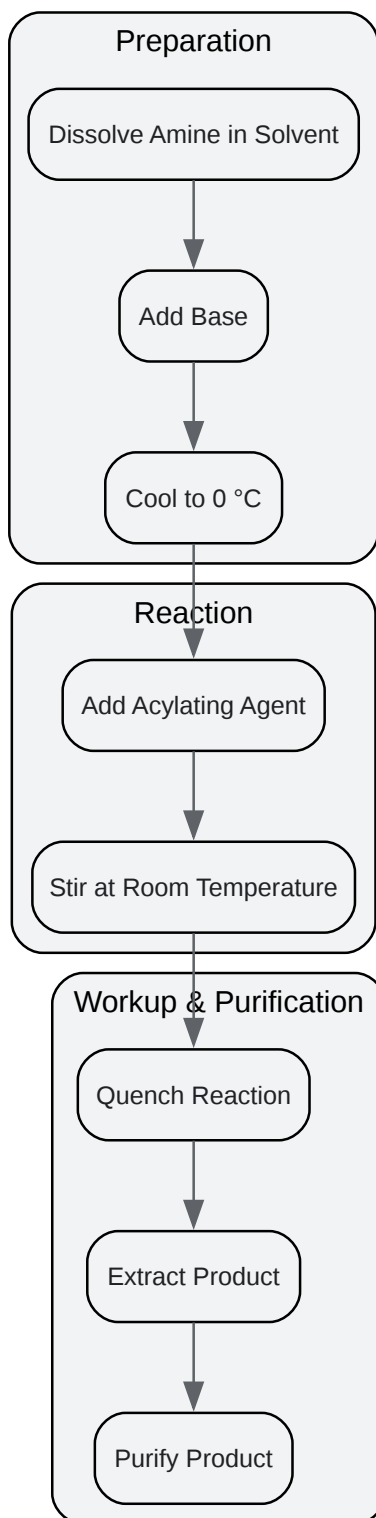 Preparation
Dissolve Amine in Solvent
Add Base
Cool to 0 °C
Reaction
Add Acylating Agent
Stir at Room Temperature
Workup & Purification
Quench Reaction
Extract Product
Purify Product